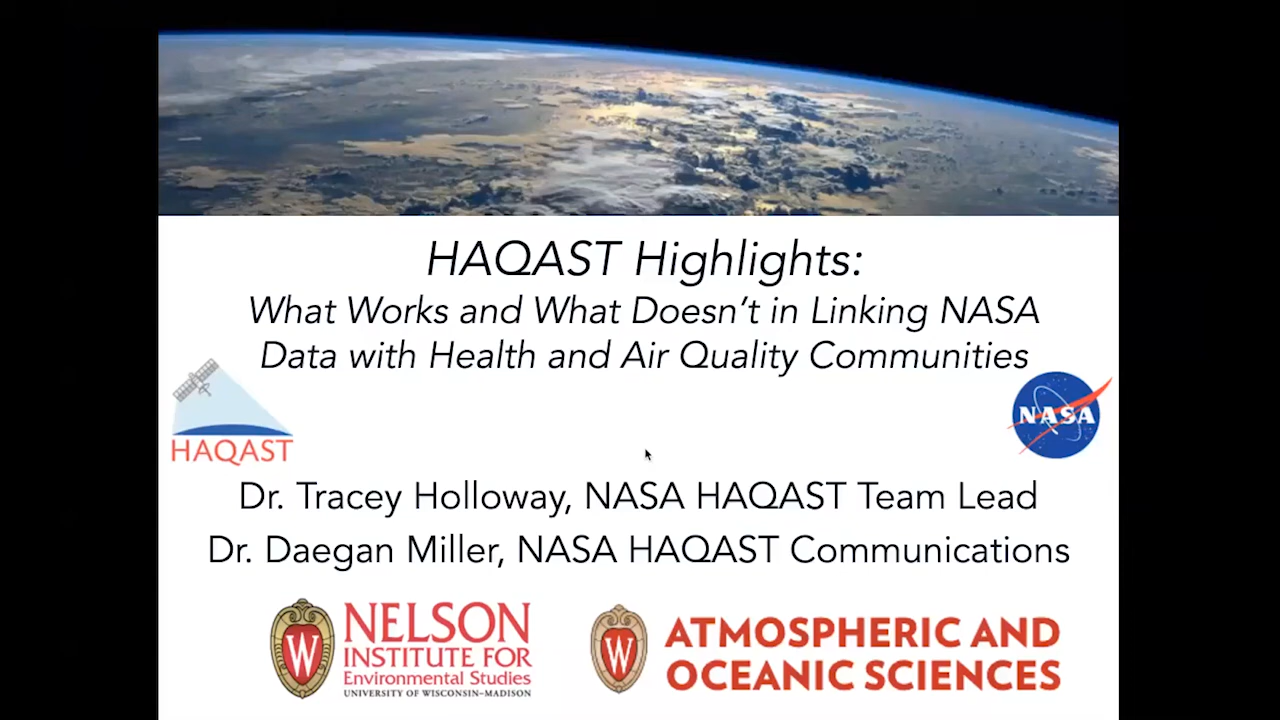 HAQAST Highlights:
What Works and What Doesn't in Linking NASA
Data with Health and Air Quality Communities
HAQAST
NASA
Dr. Tracey Holloway, NASA HAQAST Team Lead
Dr. Daegan Miller, NASA HAQAST Communications
W
NELSON
INSTITUTE FOR
Environmental Studies
UNIVERSITY OF WISCONSIN–MADISON
W
ATMOSPHERIC AND
OCEANIC SCIENCES